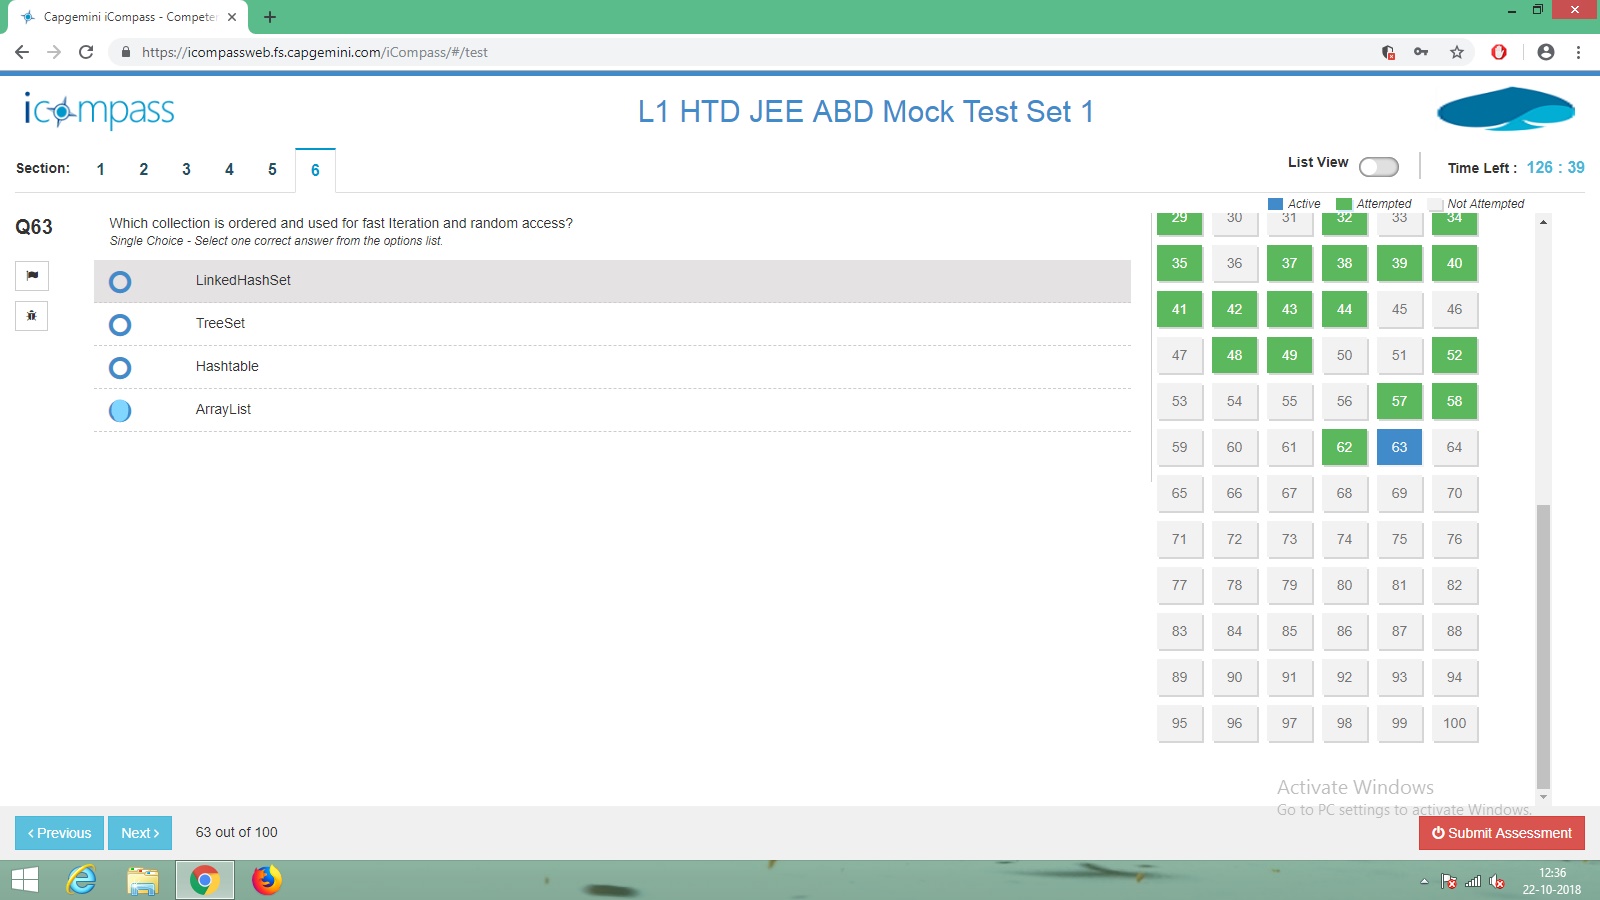 Capgemini iCompass - Competen
https://icompassweb.fs.capgemini.com/iCompass/#/test
icompass
L1 HTD JEE ABD Mock Test Set 1
Section: 1 2 3 4 5 6
List View
Time Left : 126 : 39
Active Attempted Not Attempted
Q63
Which collection is ordered and used for fast Iteration and random access?
Single Choice - Select one correct answer from the options list.
LinkedHashSet
TreeSet
Hashtable
ArrayList
29 30 31 32 33 34
35 36 37 38 39 40
41 42 43 44 45 46
47 48 49 50 51 52
53 54 55 56 57 58
59 60 61 62 63 64
65 66 67 68 69 70
71 72 73 74 75 76
77 78 79 80 81 82
83 84 85 86 87 88
89 90 91 92 93 94
95 96 97 98 99 100
Activate Windows
Go to PC settings to activate Windows.
Previous
Next
63 out of 100
Submit Assessment
12:36
22-10-2018